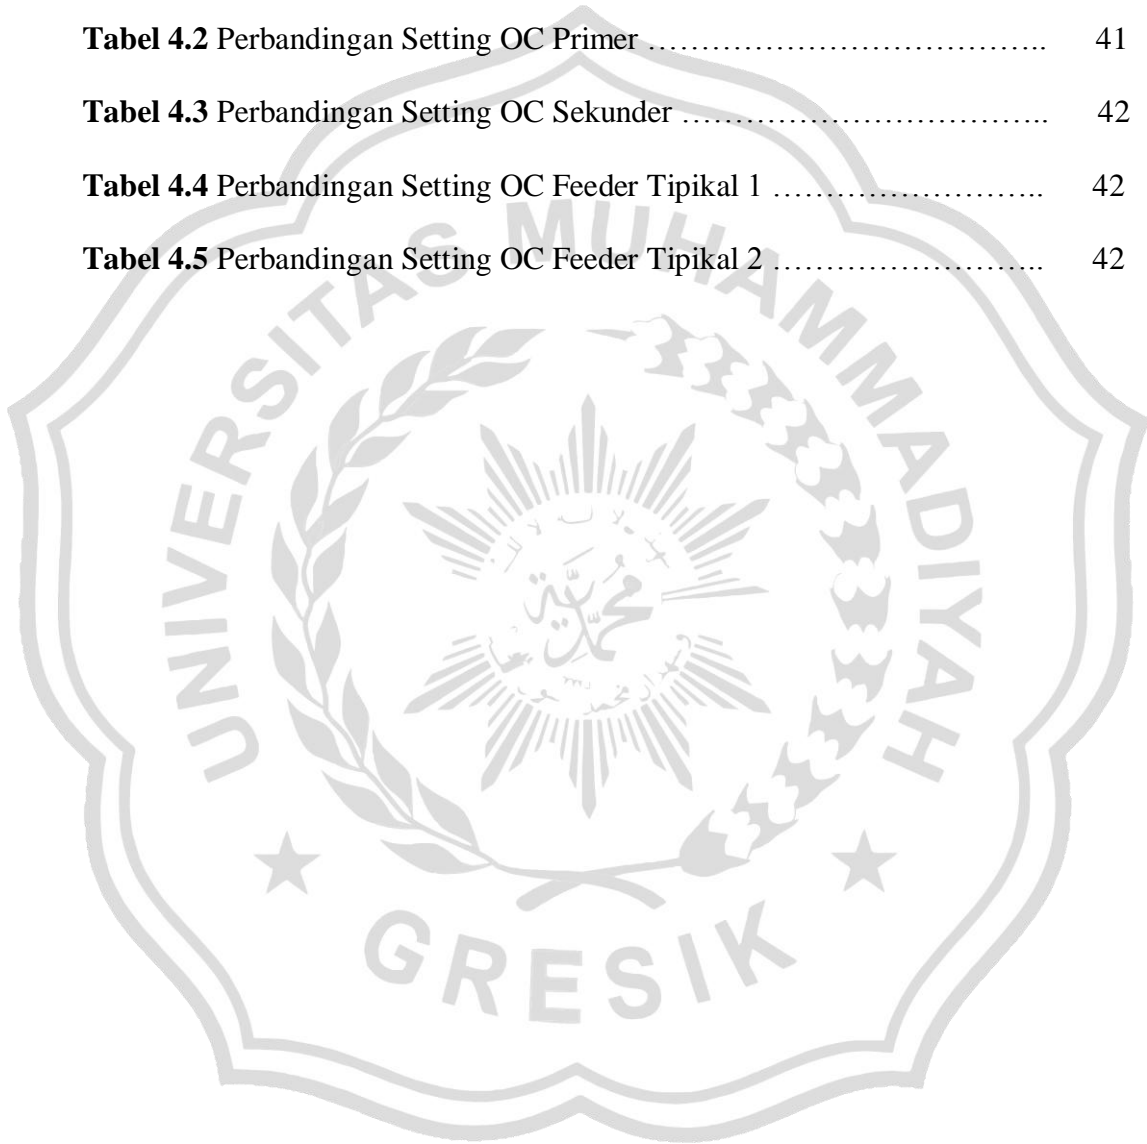 Tabel 4.2 Perbandingan Setting OC Primer ……………………………….. 41
Tabel 4.3 Perbandingan Setting OC Sekunder …………………………….. 42
Tabel 4.4 Perbandingan Setting OC Feeder Tipikal 1 …………………….. 42
Tabel 4.5 Perbandingan Setting OC Feeder Tipikal 2 …………………….. 42
UNIVERSITAS MUHAMMADIYAH
محمد
GRESIK